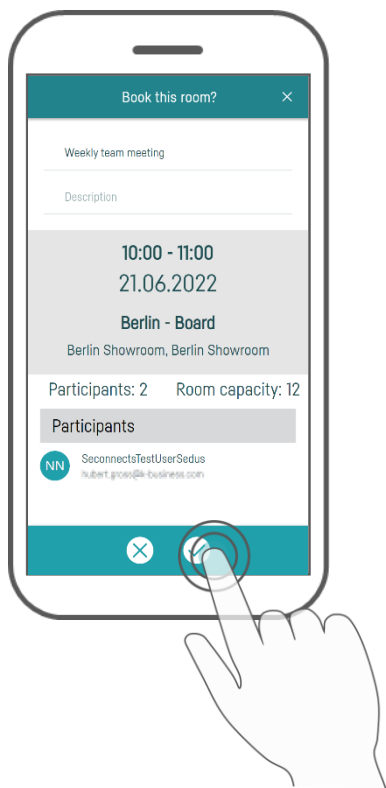 Book this room?
Weekly team meeting
Description
10:00 - 11:00
21.06.2022
Berlin - Board
Berlin Showroom, Berlin Showroom
Participants: 2 Room capacity: 12
Participants
NN
SeconnectsTestUserSedus